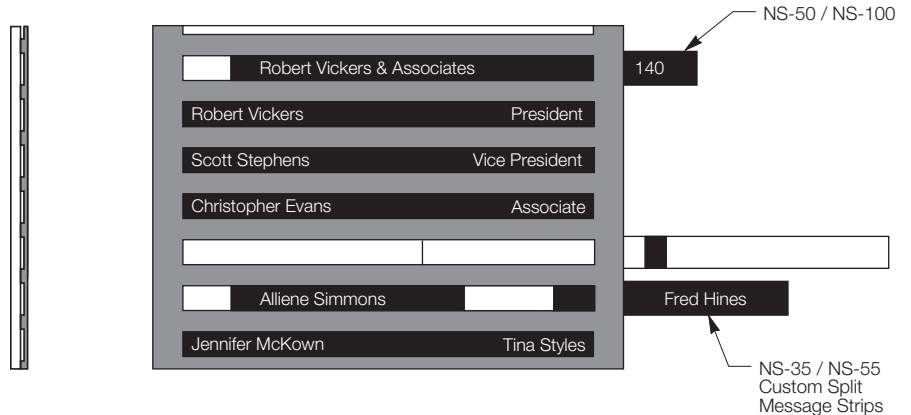 NS-50 / NS-100
Robert Vickers & Associates 140
Robert Vickers President
Scott Stephens Vice President
Christopher Evans Associate
Alliene Simmons Fred Hines
Jennifer McKown Tina Styles
NS-35 / NS-55
Custom Split
Message Strips